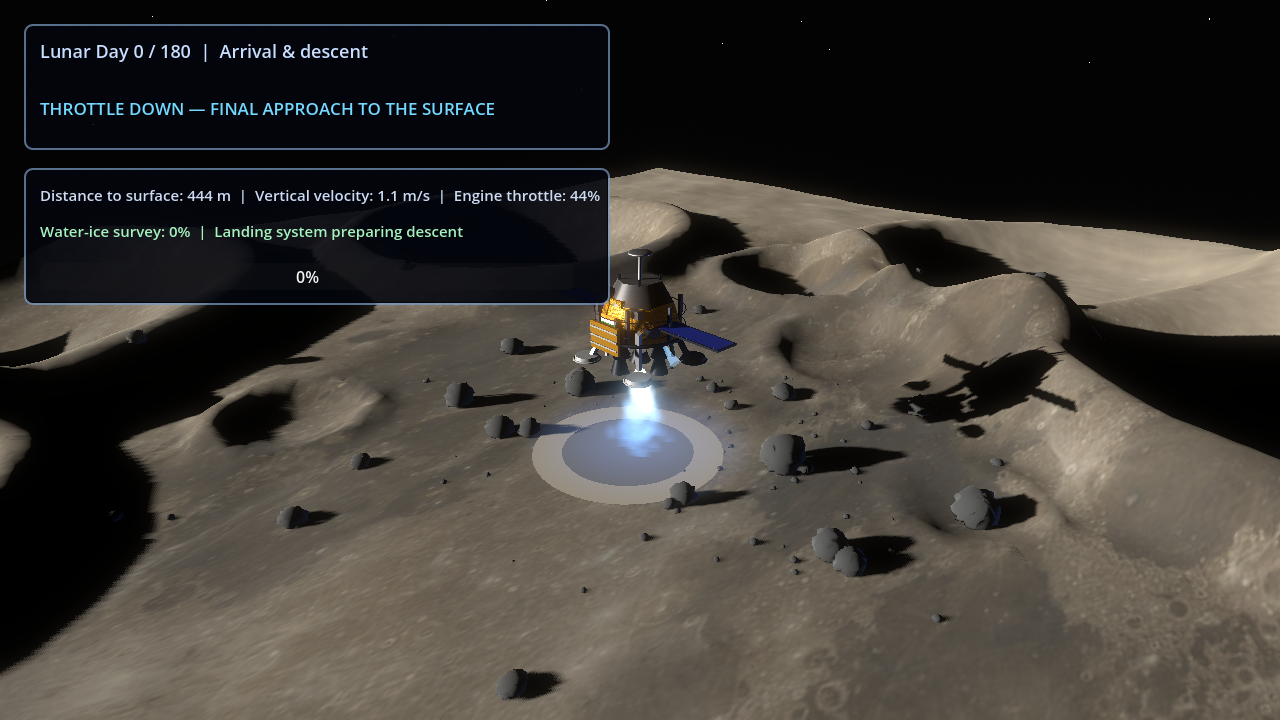 Lunar Day 0 / 180 | Arrival & descent
THROTTLE DOWN — FINAL APPROACH TO THE SURFACE
Distance to surface: 444 m | Vertical velocity: 1.1 m/s | Engine throttle: 44%
Water-ice survey: 0% | Landing system preparing descent
0%